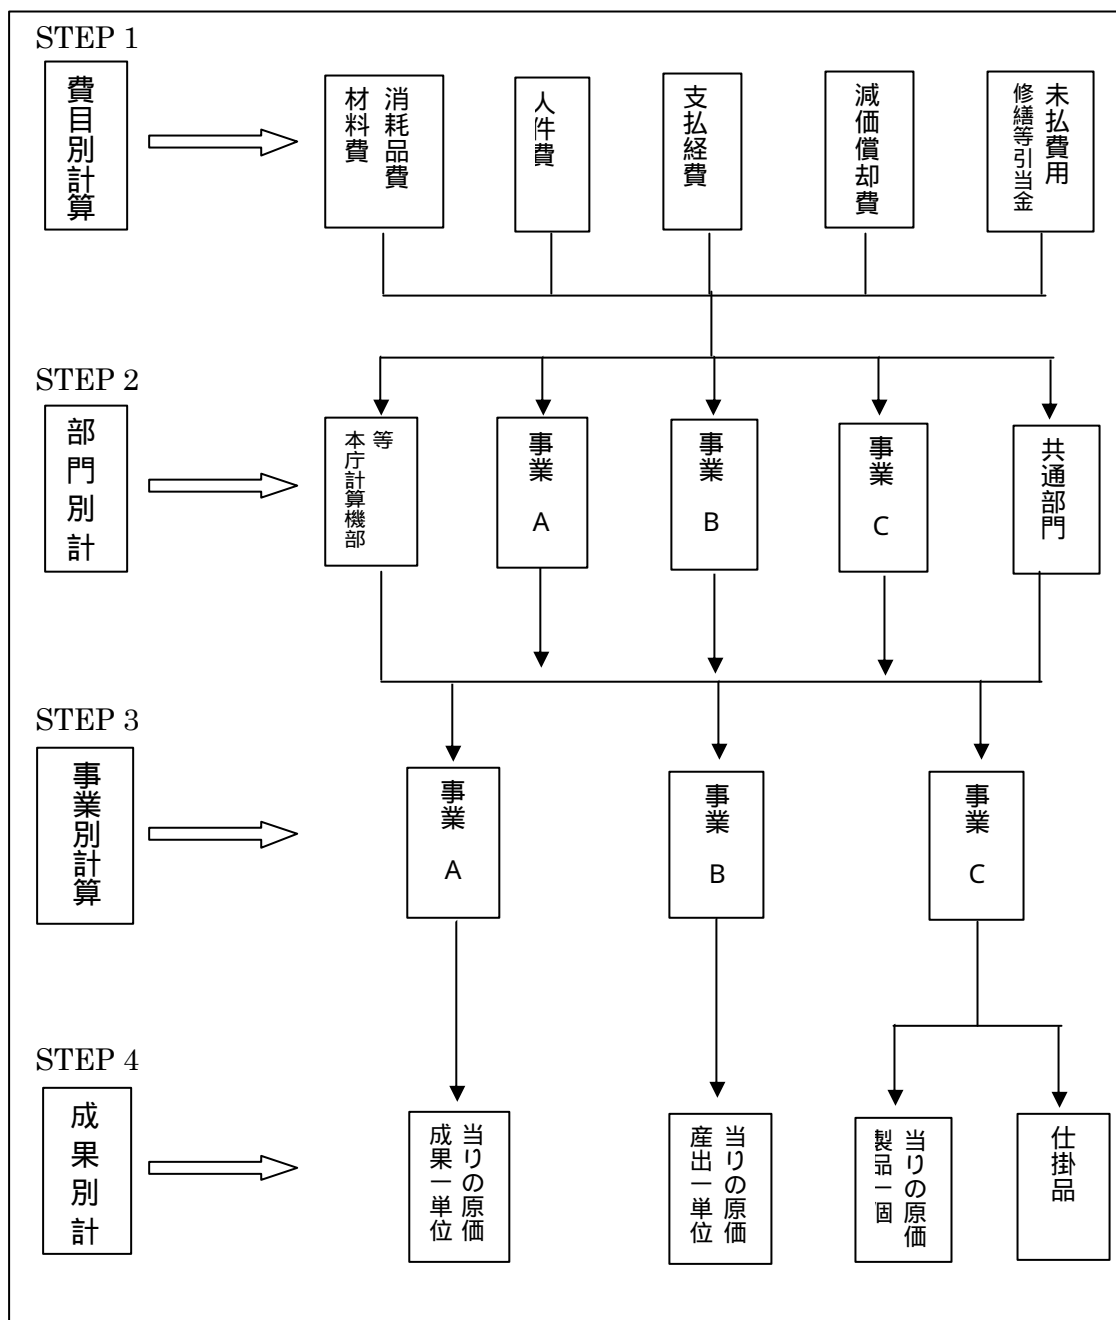 STEP 1
費目別計算
消耗品費
材料費
人件費
支払経費
減価償却費
未払費用
修繕等引当金
STEP 2
部門別計
等
本庁計算機部
事業
A
事業
B
事業
C
共通部門
STEP 3
事業別計算
事業
A
事業
B
事業
C
STEP 4
成果別計
当りの原価
成果一単位
当りの原価
産出一単位
当りの原価
製品一個
仕掛品